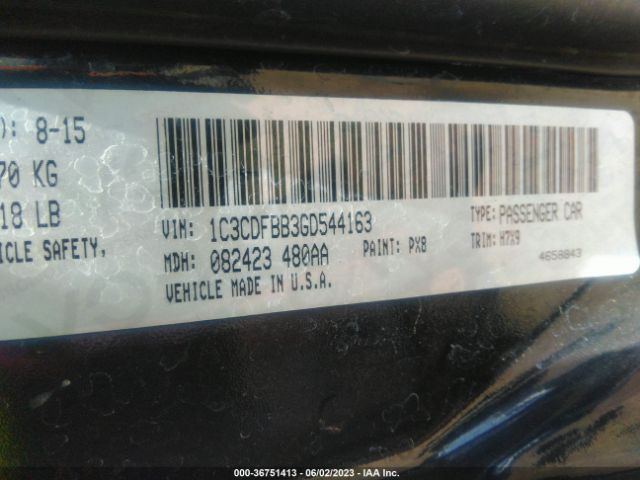 ): 8-15
70 KG
18 LB
ICLE SAFETY,
VIN: 1C3CDFBB3GD544163
TYPE: PASSENGER CAR
MDH: 082423 480AA
PAINT: PX8
TRIM: H7X9
VEHICLE MADE IN U.S.A.
4658843
000-36751413 - 06/02/2023 - IAA Inc.